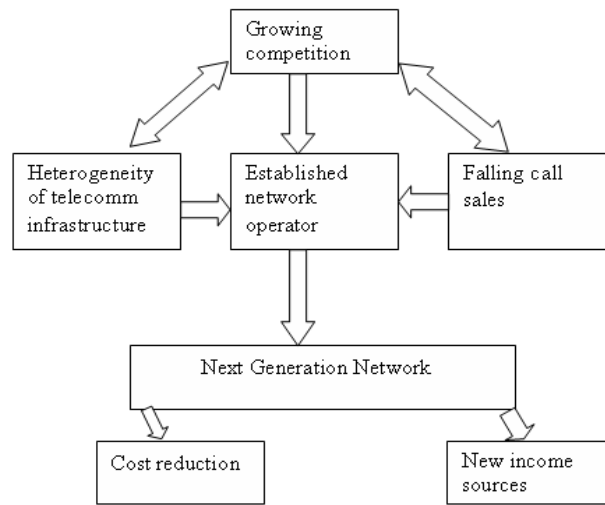 Growing
competition
Heterogeneity
of telecomm
infrastructure
Established
network
operator
Falling call
sales
Next Generation Network
Cost reduction
New income
sources